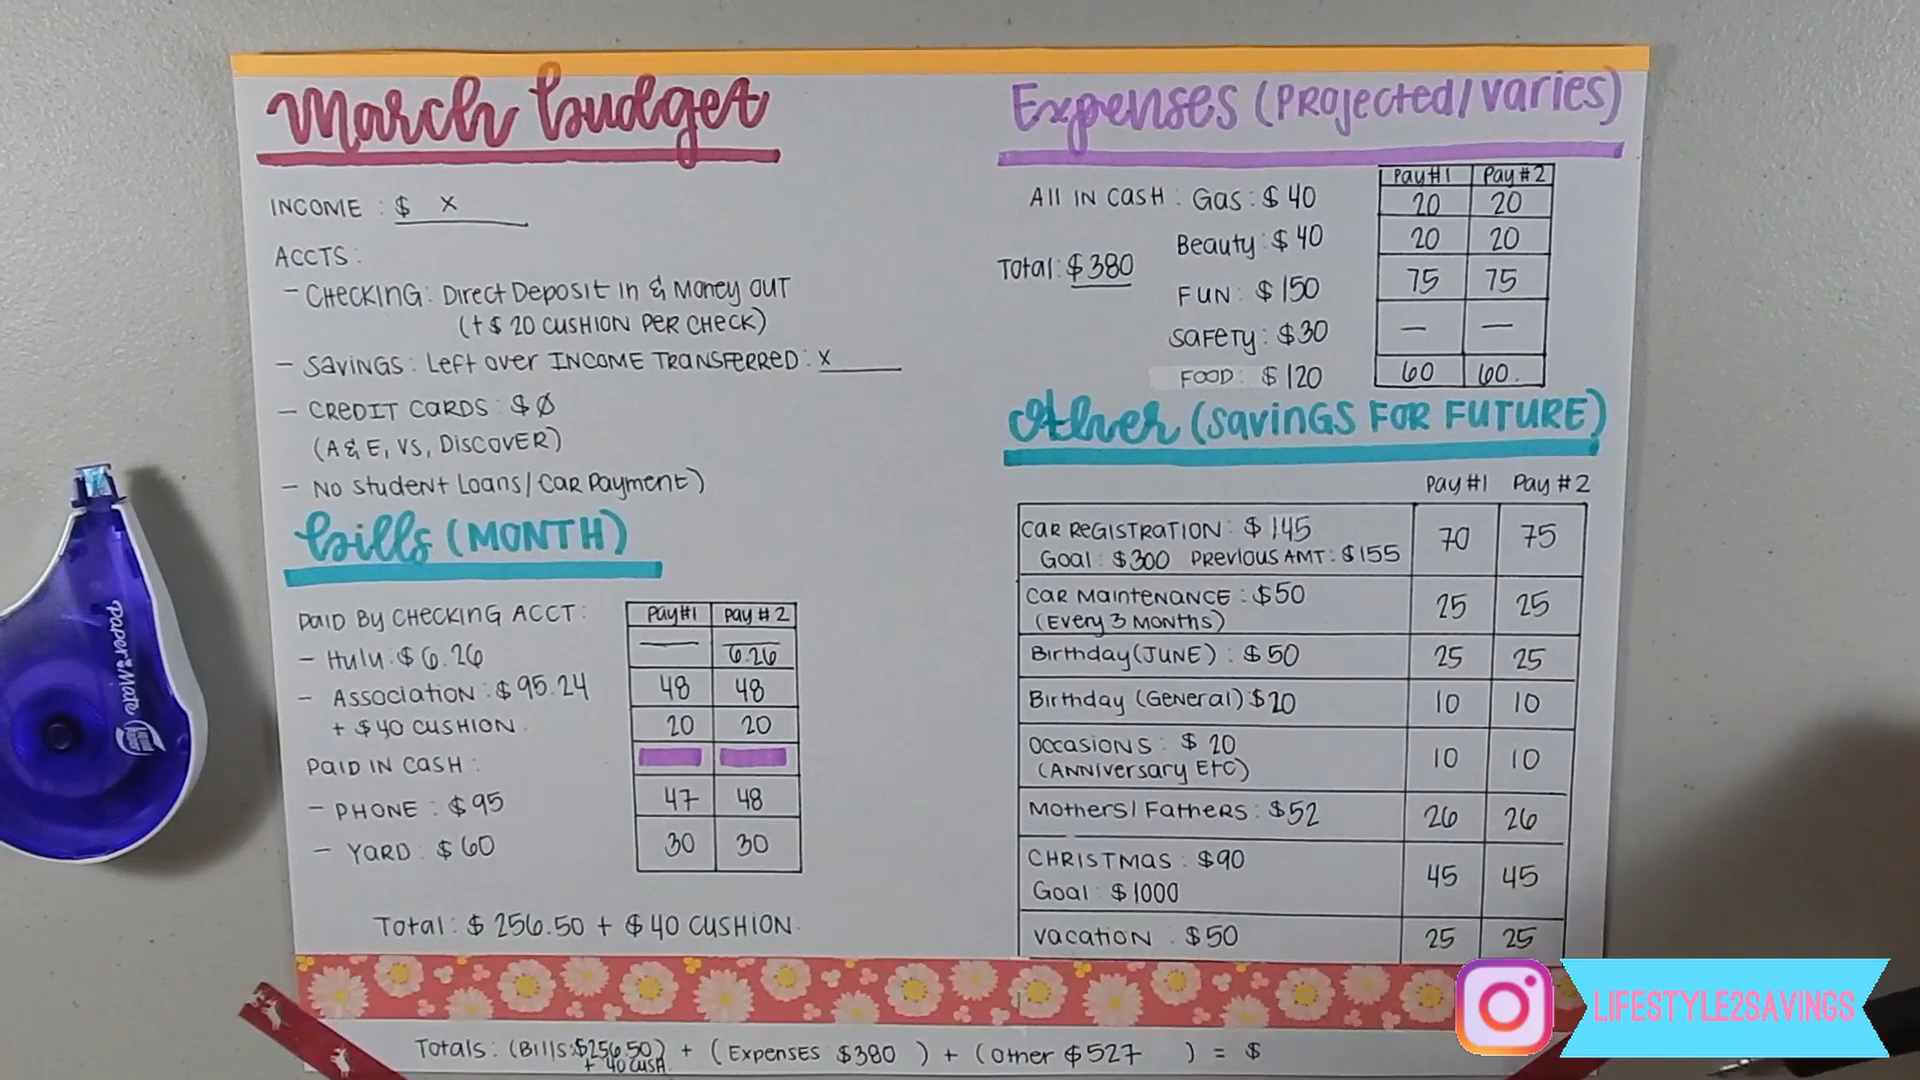 March budget
INCOME : $ x
ACCTS :
- CHECKING : Direct Deposit in & Money out
(+ $ 20 CUSHION PER CHECK)
- Savings : Left over INCOME TRANSFERRED : x
- CREDIT CARDS : $ Ø
(A & E, VS, DISCOVER)
- No Student Loans/Car Payment)
bills (MONTH)
PAID BY CHECKING ACCT :
Pay#1 Pay #2
- Hulu : $ 6.26
— 6.26
- Association : $ 95.24
48 48
+ $40 CUSHION
20 20
PAID IN CASH :
- PHONE : $ 95
47 48
- YARD : $ 60
30 30
Total : $ 256.50 + $ 40 CUSHION.
Expenses (Projected/varies)
Pay#1 Pay #2
All IN CASH : Gas : $ 40
20 20
Beauty : $ 40
20 20
Total : $380
FUN : $ 150
75 75
Safety : $30
— —
FOOD : $ 120
60 60.
Other (Savings FOR FUTURE)
Pay #1 Pay #2
Car Registration : $ 145
Goal : $300 Previous AMT : $155
70 75
Car Maintenance : $50
(Every 3 Months)
25 25
Birthday (JUNE) : $ 50
25 25
Birthday (General) : $20
10 10
Occasions : $ 20
(Anniversary Etc)
10 10
Mothers/Fathers : $52
26 26
CHRISTMAS : $90
Goal : $1000
45 45
Vacation : $50
25 25
Totals : (Bills : $256.50) + (Expenses $380 ) + (Other $527 ) = $
+ 40 CUSH.
Paper Mate
LIFESTYLE2SAVINGS